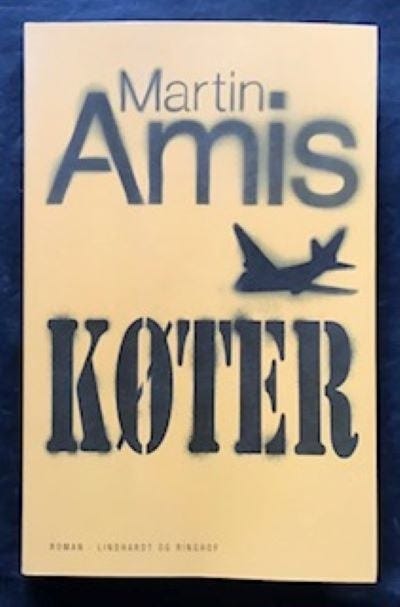 Martin
Amis
KØTER
ROMAN · LINDHARDT OG RINGHOF